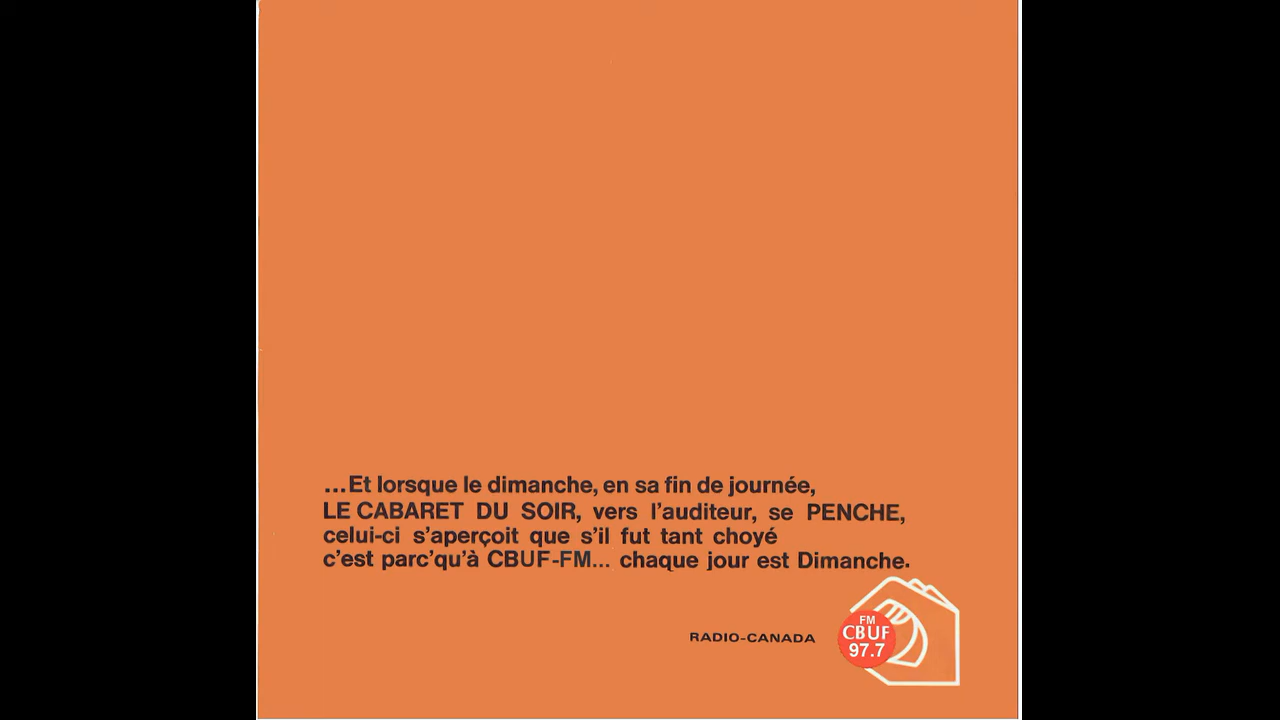 ...Et lorsque le dimanche, en sa fin de journée,
LE CABARET DU SOIR, vers l'auditeur, se PENCHE,
celui-ci s'aperçoit que s'il fut tant choyé
c'est parc'qu'à CBUF-FM... chaque jour est Dimanche.
RADIO-CANADA
FM
CBUF
97.7